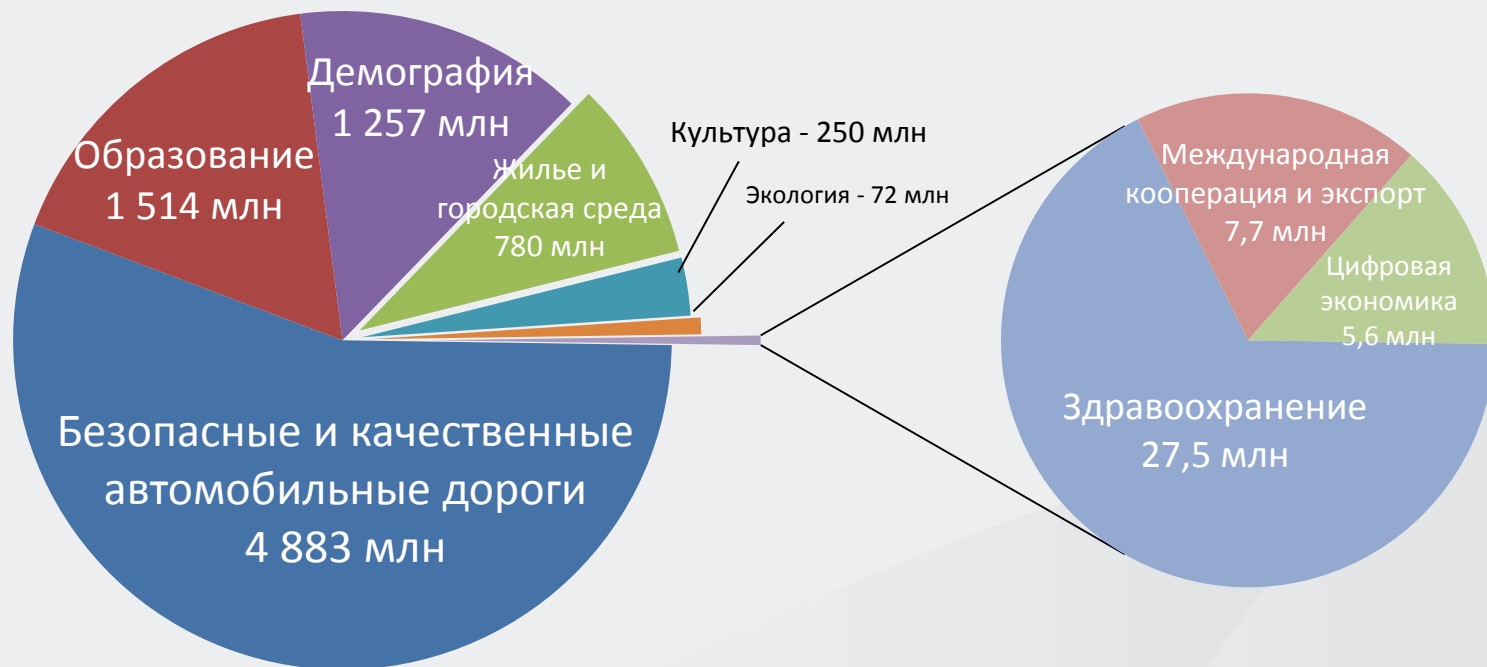 Демография
1 257 млн
Образование
1 514 млн
Жилье и
городская среда
780 млн
Культура - 250 млн
Экология - 72 млн
Безопасные и качественные
автомобильные дороги
4 883 млн
Международная
кооперация и экспорт
7,7 млн
Цифровая
экономика
5,6 млн
Здравоохранение
27,5 млн